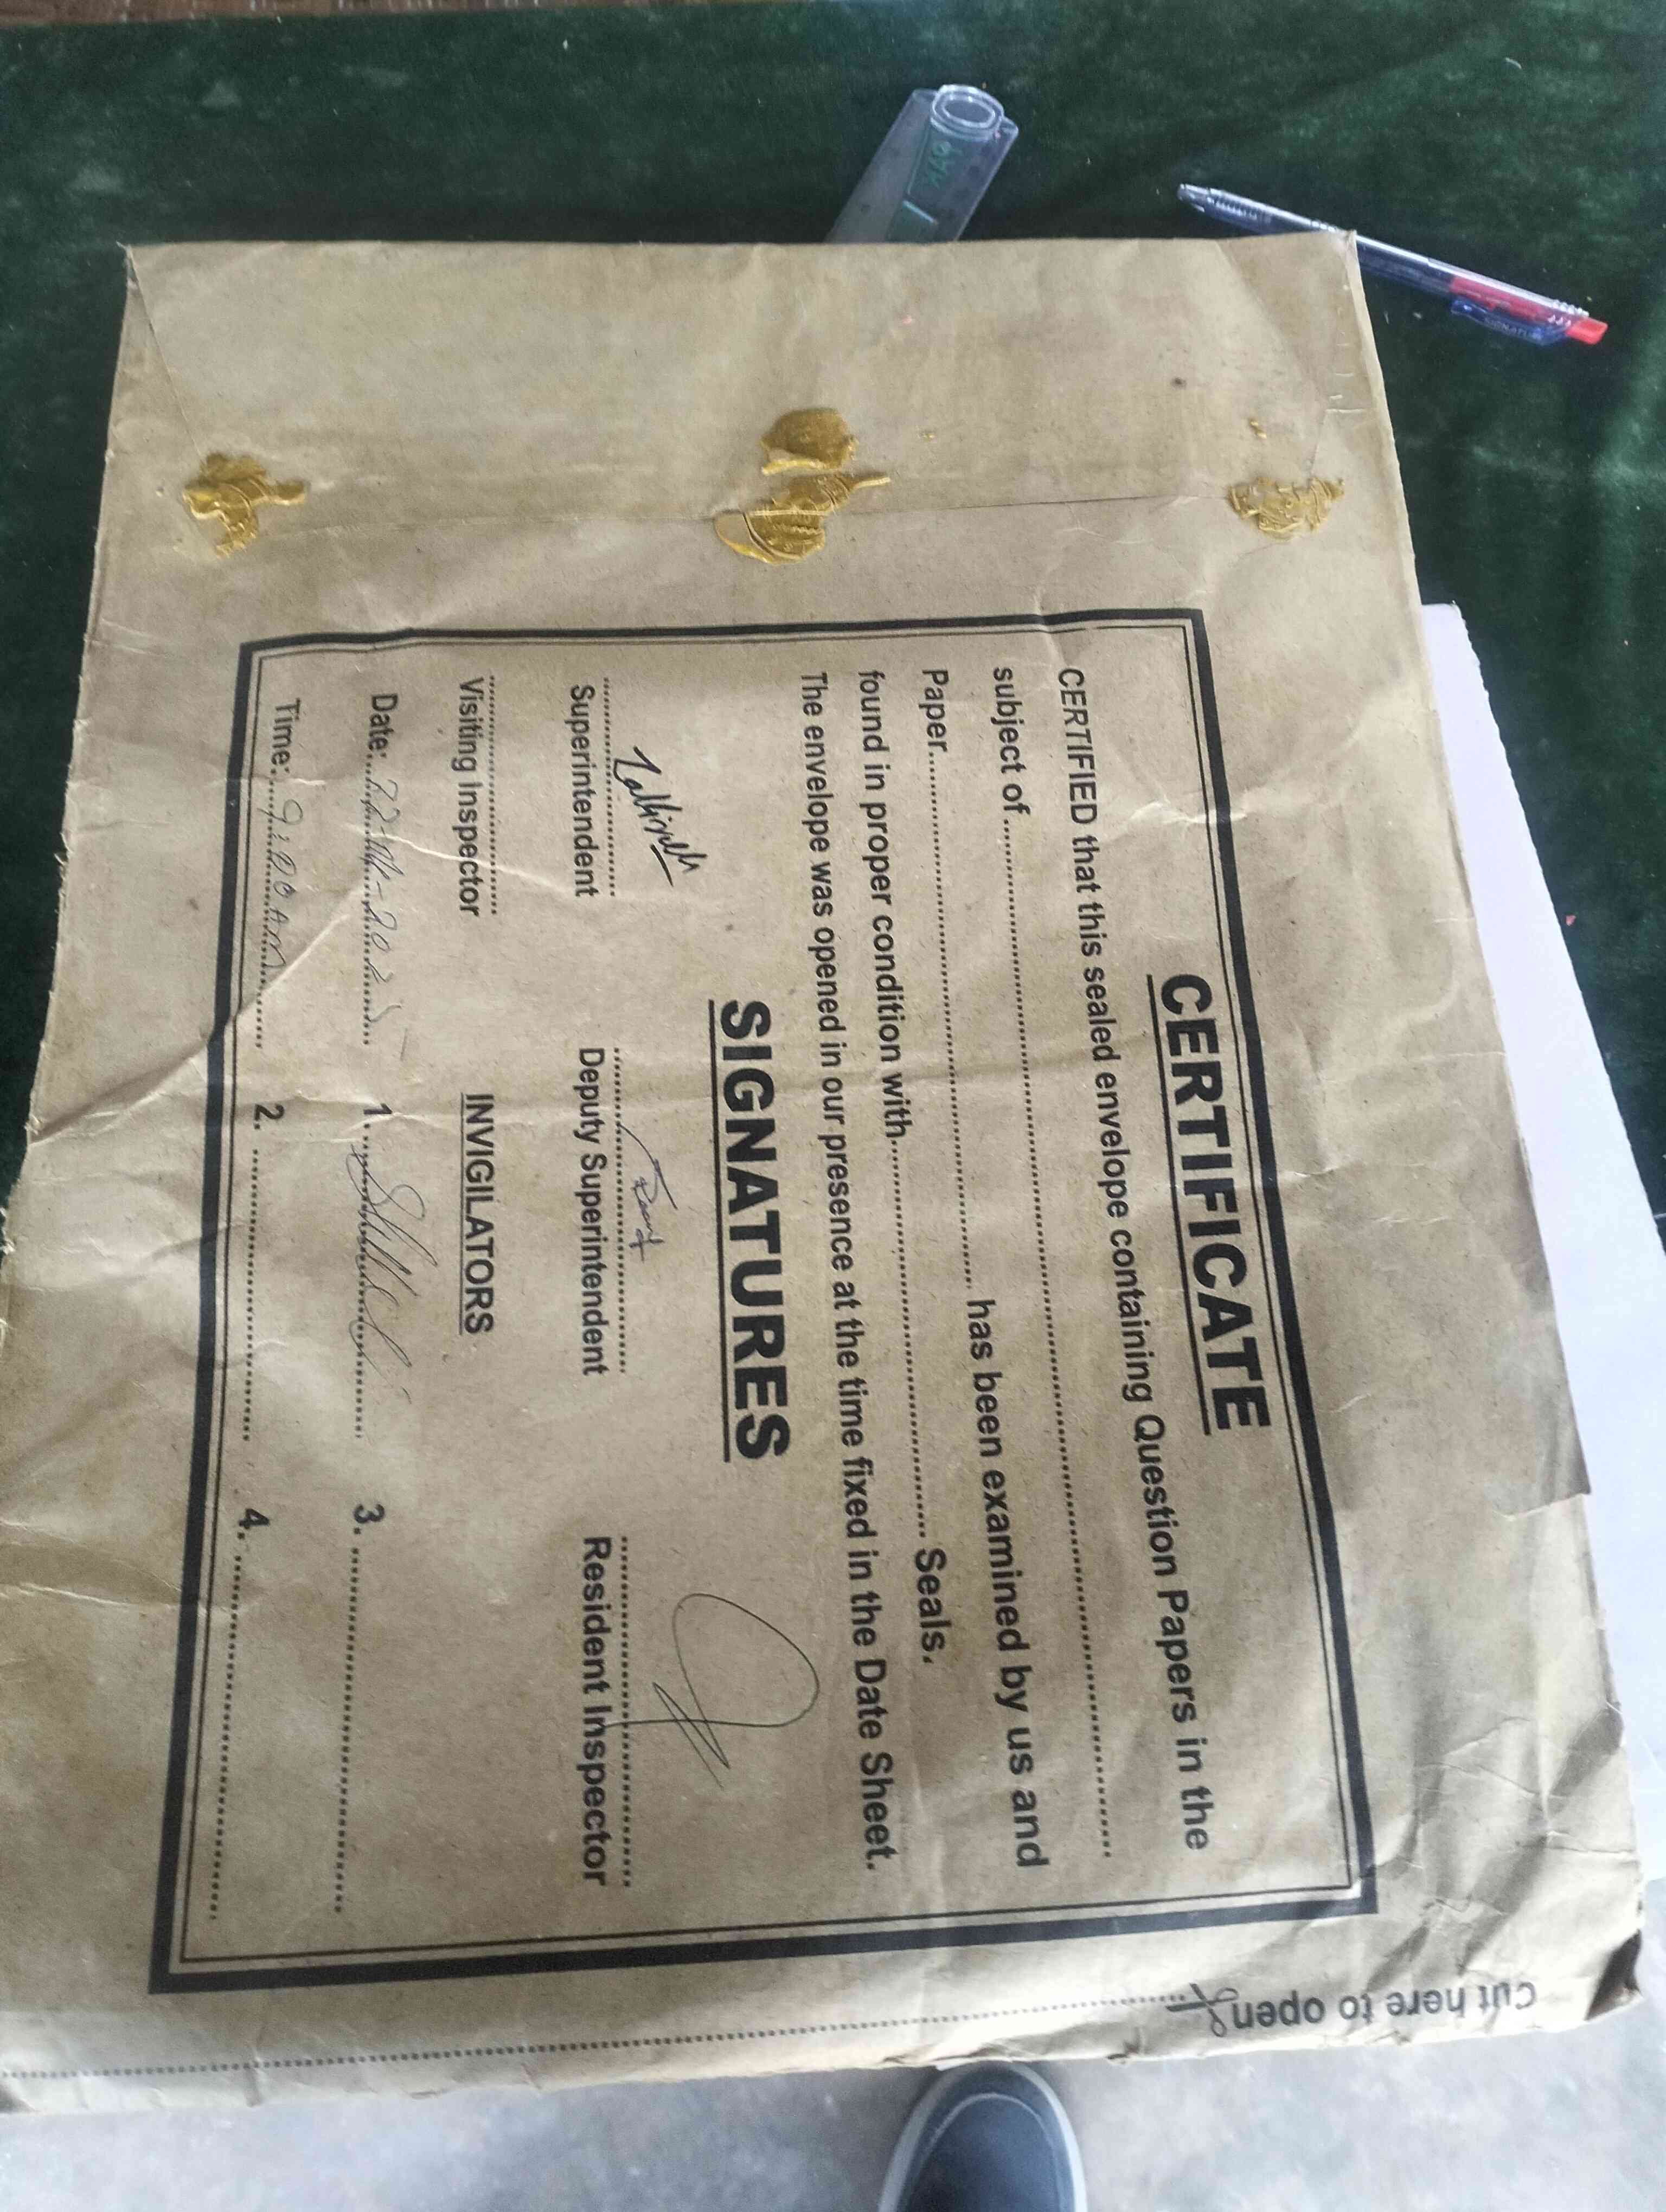 CERTIFICATE
CERTIFIED that this sealed envelope containing Question Papers in the
subject of
Paper has been examined by us and
found in proper condition with Seals.
The envelope was opened in our presence at the time fixed in the Date Sheet.
SIGNATURES
Superintendent Deputy Superintendent Resident Inspector
Visiting Inspector INVIGILATORS
Date: 1. 3.
Time: 9:00 Am 2. 4.
cut here to open